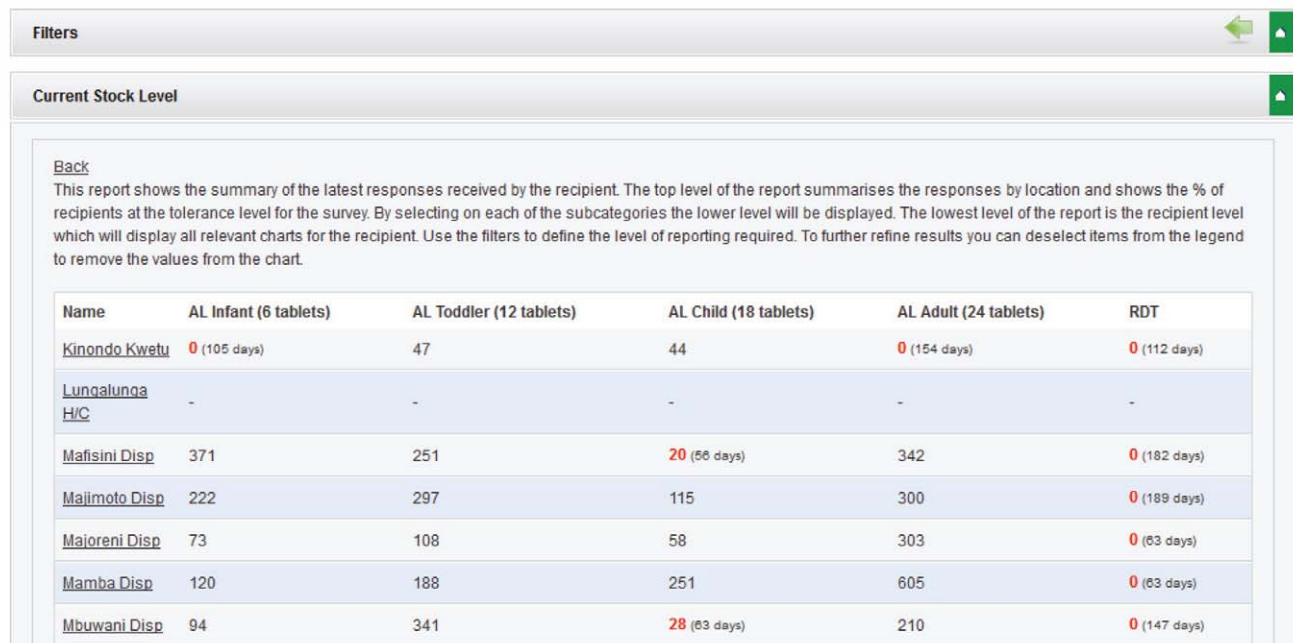 Filters
Current Stock Level
Back
This report shows the summary of the latest responses received by the recipient. The top level of the report summarises the responses by location and shows the % of
recipients at the tolerance level for the survey. By selecting on each of the subcategories the lower level will be displayed. The lowest level of the report is the recipient level
which will display all relevant charts for the recipient. Use the filters to define the level of reporting required. To further refine results you can deselect items from the legend
to remove the values from the chart.
Name AL Infant (6 tablets) AL Toddler (12 tablets) AL Child (18 tablets) AL Adult (24 tablets) RDT
Kinondo Kwetu 0 (105 days) 47 44 0 (154 days) 0 (112 days)
Lungalunga
H/C - - - - -
Mafisini Disp 371 251 20 (56 days) 342 0 (182 days)
Majimoto Disp 222 297 115 300 0 (189 days)
Majoreni Disp 73 108 58 303 0 (63 days)
Mamba Disp 120 188 251 605 0 (63 days)
Mbuwani Disp 94 341 28 (63 days) 210 0 (147 days)